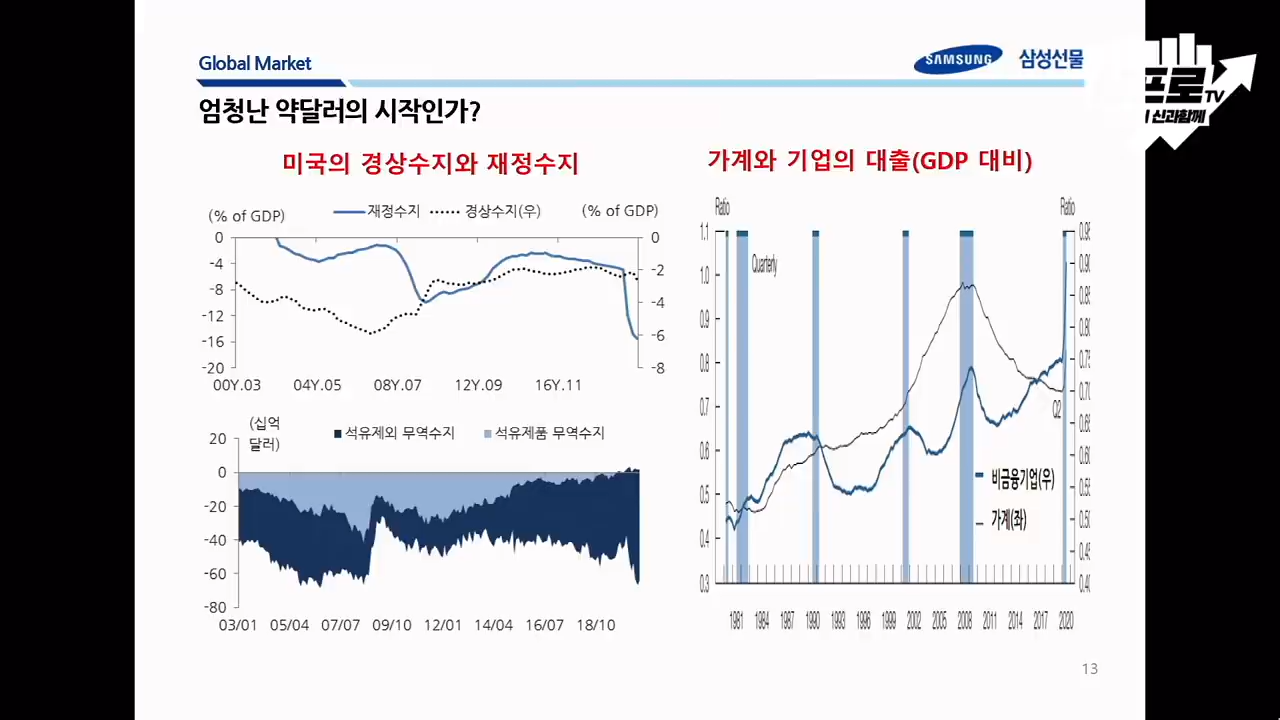 Global Market
SAMSUNG 삼성선물
프로TV
신과함께
엄청난 약달러의 시작인가?
미국의 경상수지와 재정수지
(% of GDP) 재정수지 경상수지(우) (% of GDP)
0
-4
-8
-12
-16
-20
0
-2
-4
-6
-8
00Y.03 04Y.05 08Y.07 12Y.09 16Y.11
(십억
달러)
석유제외 무역수지 석유제품 무역수지
20
0
-20
-40
-60
-80
03/01 05/04 07/07 09/10 12/01 14/04 16/07 18/10
가계와 기업의 대출(GDP 대비)
Ratio Ratio
Quarterly
1.1
1.0
0.9
0.8
0.7
0.6
0.5
0.4
0.3
Q2
비금융기업(우)
가계(좌)
1981 1984 1987 1990 1993 1996 1999 2002 2005 2008 2011 2014 2017 2020
13